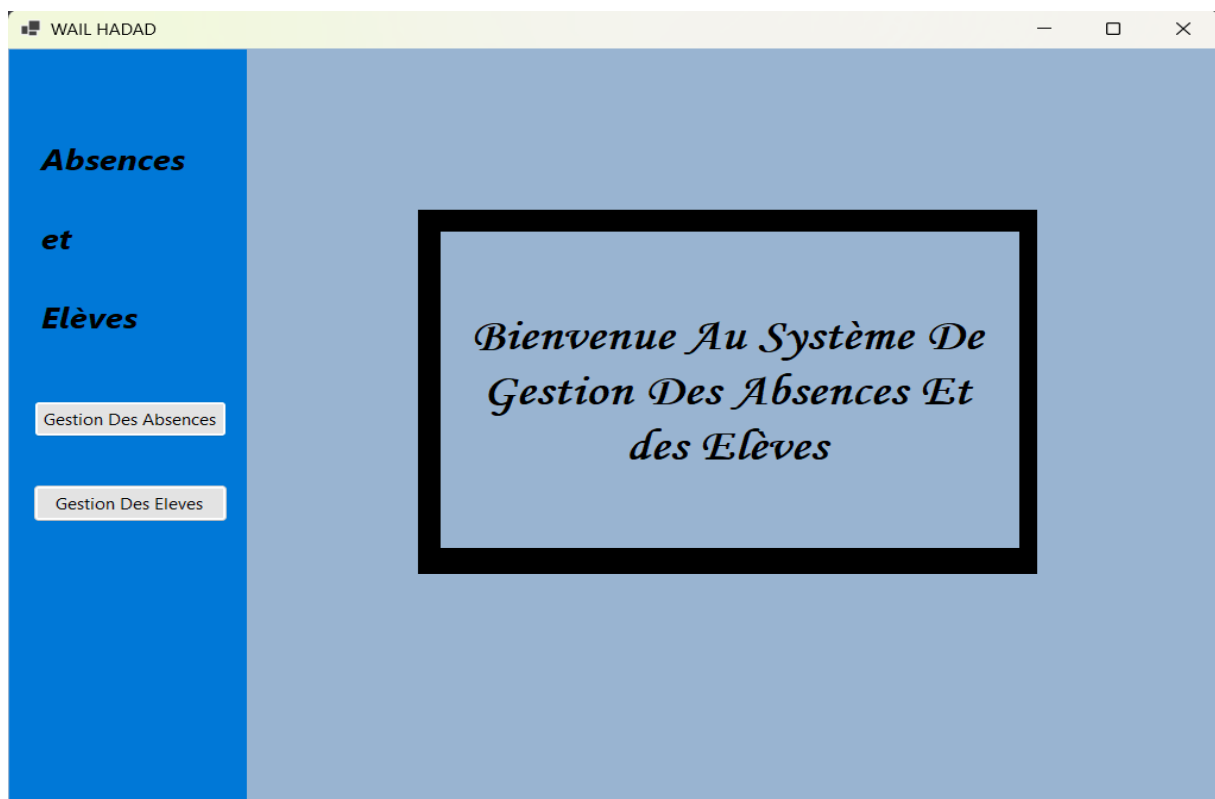 WAIL HADAD
Absences
et
Elèves
Gestion Des Absences
Gestion Des Eleves
Bienvenue Au Système De
Gestion Des Absences Et
des Elèves